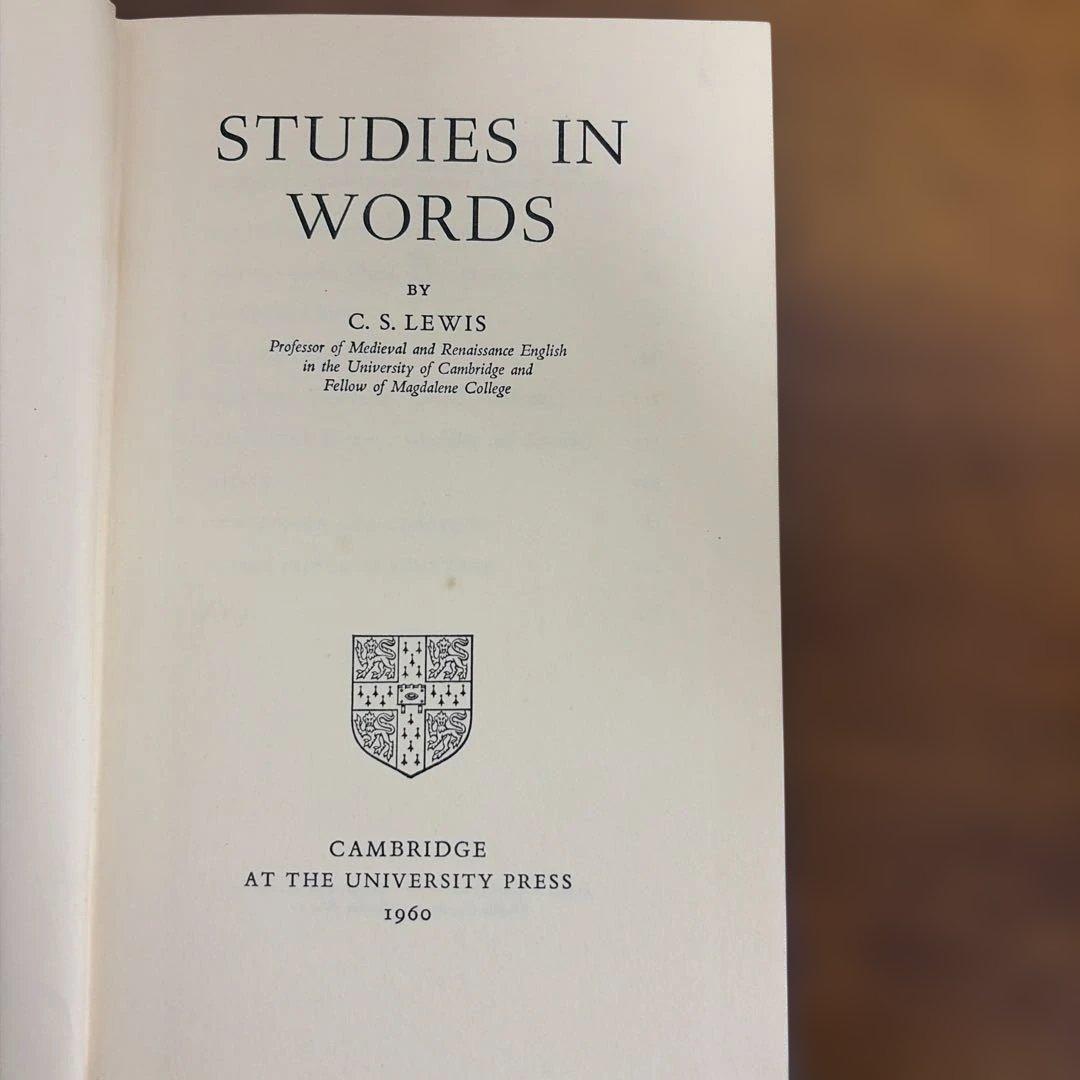 STUDIES IN
WORDS
BY
C. S. LEWIS
Professor of Medieval and Renaissance English
in the University of Cambridge and
Fellow of Magdalene College
CAMBRIDGE
AT THE UNIVERSITY PRESS
1960